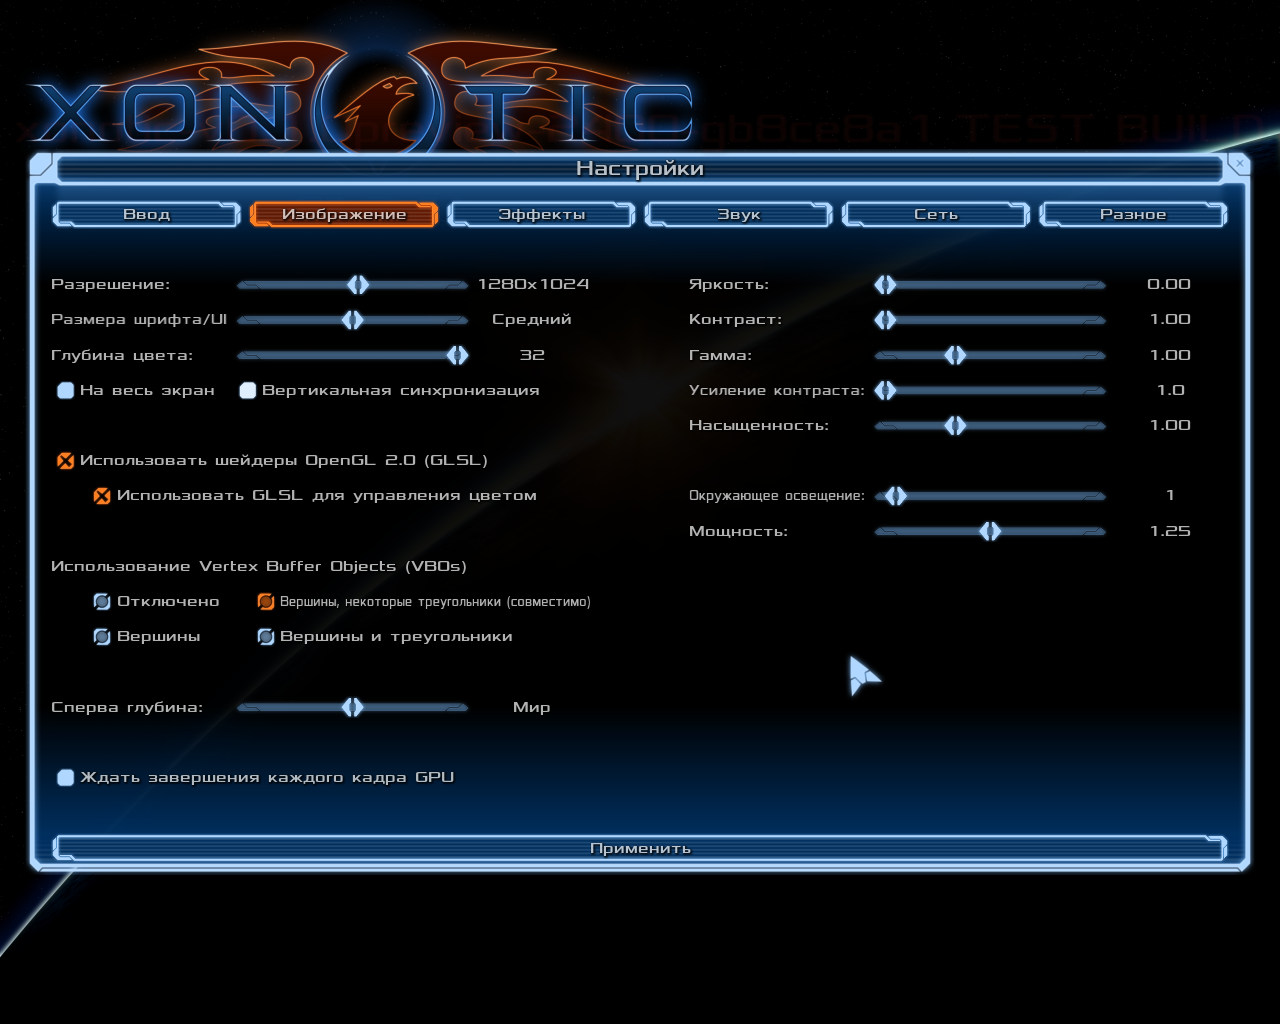 XONOTIC
gb8ce8a1 TEST BUILD
Настройки
Ввод Изображение Эффекты Звук Сеть Разное
Разрешение: 1280x1024 Яркость: 0.00
Размера шрифта/UI Средний Контраст: 1.00
Глубина цвета: 32 Гамма: 1.00
На весь экран Вертикальная синхронизация Усиление контраста: 1.0
Насыщенность: 1.00
Использовать шейдеры OpenGL 2.0 (GLSL)
Использовать GLSL для управления цветом Окружающее освещение: 1
Мощность: 1.25
Использование Vertex Buffer Objects (VBOs)
Отключено Вершины, некоторые треугольники (совместимо)
Вершины Вершины и треугольники
Сперва глубина: Мир
Ждать завершения каждого кадра GPU
Применить